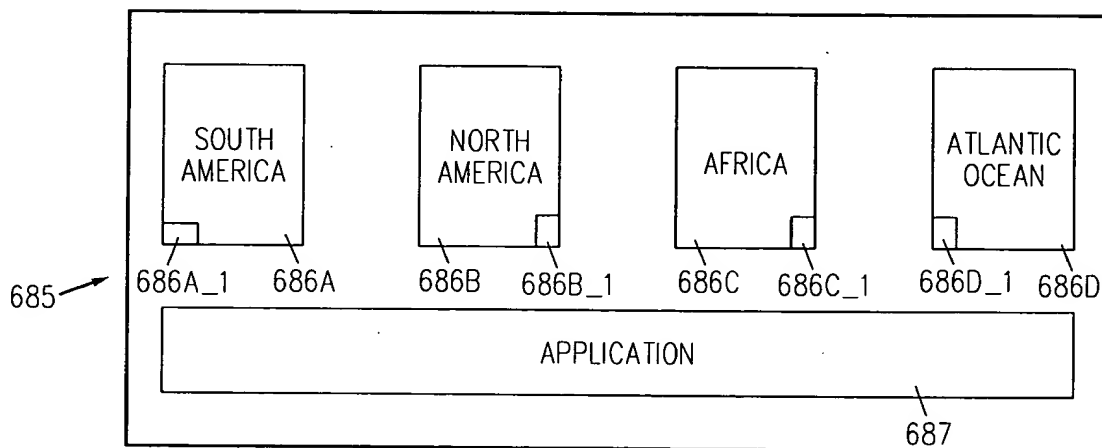 SOUTH
AMERICA
NORTH
AMERICA
AFRICA
ATLANTIC
OCEAN
686A_1 686A 686B 686B_1 686C 686C_1 686D_1 686D
685
APPLICATION
687